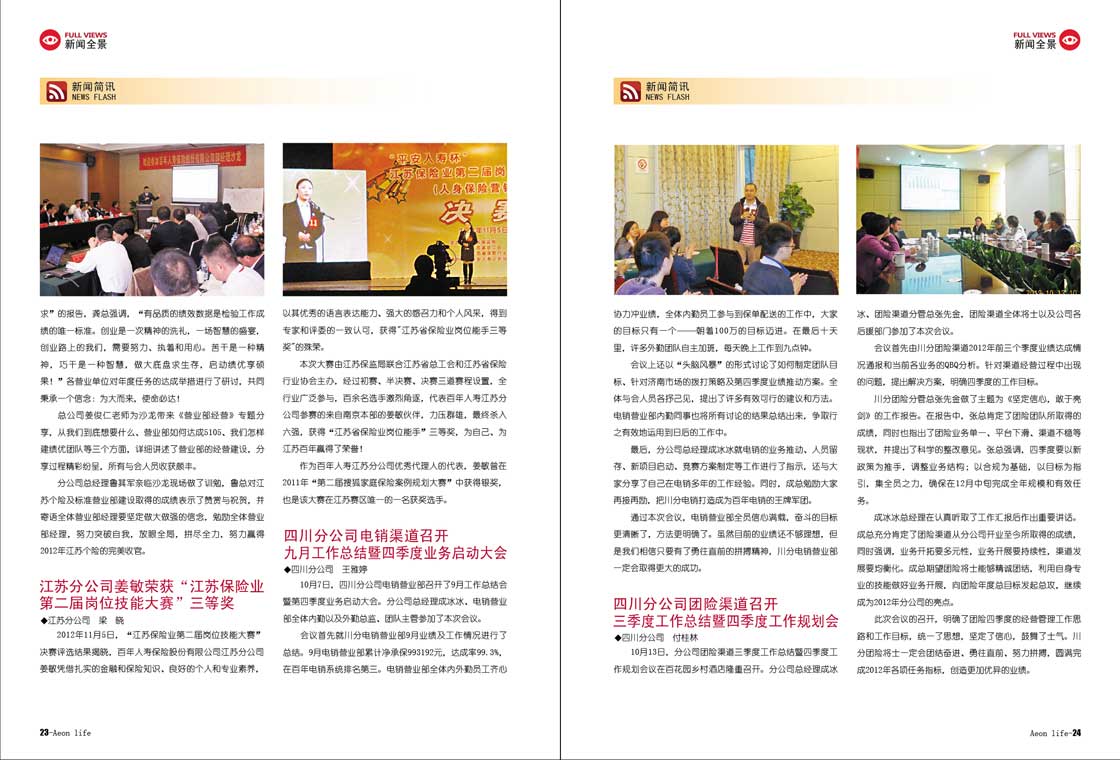 FULL VIEWS
新闻全景
新闻简讯
NEWS FLASH
求”的报告，龚总强调，“有品质的绩效数据是检验工作成
绩的唯一标准。创业是一次精神的洗礼，一场智慧的盛宴，
创业路上的我们，需要努力、执着和用心。苦干是一种精
神，巧干是一种智慧，做大底盘求生存，启动绩优享硕
果！”各营业单位对年度任务的达成举措进行了研讨，共同
秉承一个信念：为大而来，使命必达！
总公司姜俊仁老师为沙龙带来《营业部经营》专题分
享，从我们到底想要什么、营业部如何达成5105、我们怎样
建绩优团队等三个方面，详细讲述了营业部的经营建设，分
享过程精彩纷呈，所有与会人员收获颇丰。
分公司总经理鲁其军亲临沙龙现场做了训勉，鲁总对江
苏个险及标准营业部建设取得的成绩表示了赞赏与祝贺，并
寄语全体营业部经理要坚定做大做强的信念，勉励全体营业
部经理，努力突破自我，放眼全局，拼尽全力，努力赢得
2012年江苏个险的完美收官。
江苏分公司姜敏荣获“江苏保险业
第二届岗位技能大赛”三等奖
◆江苏分公司　梁　晓
2012年11月5日，“江苏保险业第二届岗位技能大赛”
决赛评选结果揭晓，百年人寿保险股份有限公司江苏分公司
姜敏凭借扎实的金融和保险知识、良好的个人和专业素养，
“平安人寿杯”
江苏保险业第二届岗
（人身保险营销
决 赛
以其优秀的语言表达能力、强大的感召力和个人风采，得到
专家和评委的一致认可，获得"江苏省保险业岗位能手三等
奖"的殊荣。
本次大赛由江苏保监局联合江苏省总工会和江苏省保险
行业协会主办，经过初赛、半决赛、决赛三道赛程设置，全
行业广泛参与，百余名选手激烈角逐，代表百年人寿江苏分
公司参赛的来自南京本部的姜敏伙伴，力压群雄，最终杀入
六强，获得“江苏省保险业岗位能手”三等奖，为自己、为
江苏百年赢得了荣誉！
作为百年人寿江苏分公司优秀代理人的代表，姜敏曾在
2011年“第二届搜狐家庭保险案例规划大赛”中获得银奖，
也是该大赛在江苏赛区唯一的一名获奖选手。
四川分公司电销渠道召开
九月工作总结暨四季度业务启动大会
◆四川分公司　王雅婷
10月7日，四川分公司电销营业部召开了9月工作总结会
暨第四季度业务启动大会。分公司总经理成冰冰，电销营业
部全体内勤以及外勤总监、团队主管参加了本次会议。
会议首先就川分电销营业部9月业绩及工作情况进行了
总结。9月电销营业部累计净承保993192元，达成率99.3%，
在百年电销系统排名第三。电销营业部全体内外勤员工齐心
23-Aeon life
FULL VIEWS
新闻全景
新闻简讯
NEWS FLASH
协力冲业绩，全体内勤员工参与到保单配送的工作中，大家
的目标只有一个——朝着100万的目标迈进。在最后十天
里，许多外勤团队自主加班，每天晚上工作到九点钟。
会议上还以“头脑风暴”的形式讨论了如何制定团队目
标、针对济南市场的拨打策略及第四季度业绩推动方案。全
体与会人员各抒己见，提出了许多有效可行的建议和方法。
电销营业部内勤同事也将所有讨论的结果总结出来，争取行
之有效地运用到日后的工作中。
最后，分公司总经理成冰冰就电销的业务推动、人员留
存、新项目启动、竞赛方案制定等工作进行了指示，还与大
家分享了自己在电销多年的工作经验。同时，成总勉励大家
再接再励，把川分电销打造成为百年电销的王牌军团。
通过本次会议，电销营业部全员信心满载，奋斗的目标
更清晰了，方法更明确了。虽然目前的业绩还不够理想，但
是我们相信只要有了勇往直前的拼搏精神，川分电销营业部
一定会取得更大的成功。
四川分公司团险渠道召开
三季度工作总结暨四季度工作规划会
◆四川分公司　付桂林
10月13日，分公司团险渠道三季度工作总结暨四季度工
作规划会议在百花园乡村酒店隆重召开。分公司总经理成冰
冰、团险渠道分管总张先金，团险渠道全体将士以及公司各
后援部门参加了本次会议。
会议首先由川分团险渠道2012年前三个季度业绩达成情
况通报和当前各业务的QBQ分析。针对渠道经营过程中出现
的问题，提出解决方案，明确四季度的工作目标。
川分团险分管总张先金做了主题为《坚定信心，敢于亮
剑》的工作报告。在报告中，张总肯定了团险团队所取得的
成绩，同时也指出了团险业务单一、平台下滑、渠道不稳等
现状，并提出了科学的整改意见。张总强调，四季度要以新
政策为推手，调整业务结构；以合规为基础，以目标为指
引，集全员之力，确保在12月中旬完成全年规模和有效任
务。
成冰冰总经理在认真听取了工作汇报后作出重要讲话。
成总充分肯定了团险渠道从分公司开业至今所取得的成绩，
同时强调，业务开拓要多元性，业务开展要持续性，渠道发
展要均衡化。成总期望团险将士能够精诚团结，利用自身专
业的技能做好业务开展，向团险年度总目标发起总攻，继续
成为2012年分公司的亮点。
此次会议的召开，明确了团险四季度的经营管理工作思
路和工作目标，统一了思想，坚定了信心，鼓舞了士气。川
分团险将士一定会团结奋进、勇往直前、努力拼搏，圆满完
成2012年各项任务指标，创造更加优异的业绩。
Aeon life-24